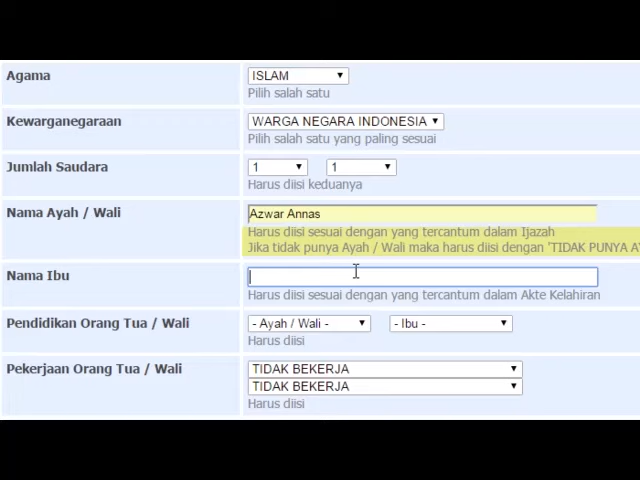 Agama
ISLAM
Pilih salah satu
Kewarganegaraan
WARGA NEGARA INDONESIA
Pilih salah satu yang paling sesuai
Jumlah Saudara
1 1
Harus diisi keduanya
Nama Ayah / Wali
Azwar Annas
Harus diisi sesuai dengan yang tercantum dalam Ijazah
Jika tidak punya Ayah / Wali maka harus diisi dengan 'TIDAK PUNYA
Nama Ibu
Harus diisi sesuai dengan yang tercantum dalam Akte Kelahiran
Pendidikan Orang Tua / Wali
- Ayah / Wali - - Ibu -
Harus diisi
Pekerjaan Orang Tua / Wali
TIDAK BEKERJA
TIDAK BEKERJA
Harus diisi